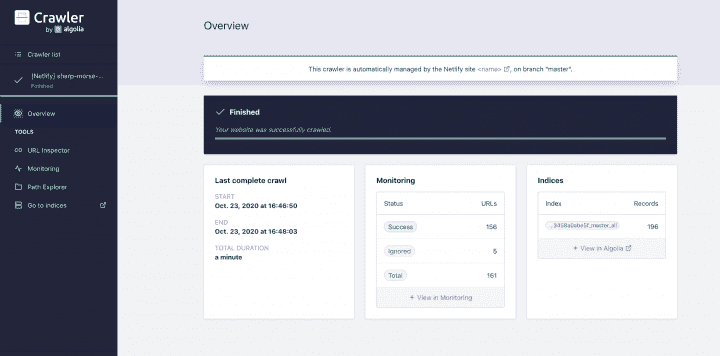 Crawler
by algolia
Crawler list
[Netlify] sharp-morse-...
Finished
Overview
TOOLS
URL Inspector
Monitoring
Path Explorer
Go to indices
Overview
This crawler is automatically managed by the Netlify site <name>, on branch "master".
Finished
Your website was successfully crawled.
Last complete crawl
START
Oct. 23, 2020 at 16:46:50
END
Oct. 23, 2020 at 16:48:03
TOTAL DURATION
a minute
Monitoring
Status URLs
Success 156
Ignored 5
Total 161
+ View in Monitoring
Indices
Index Records
196
+ View in Algolia